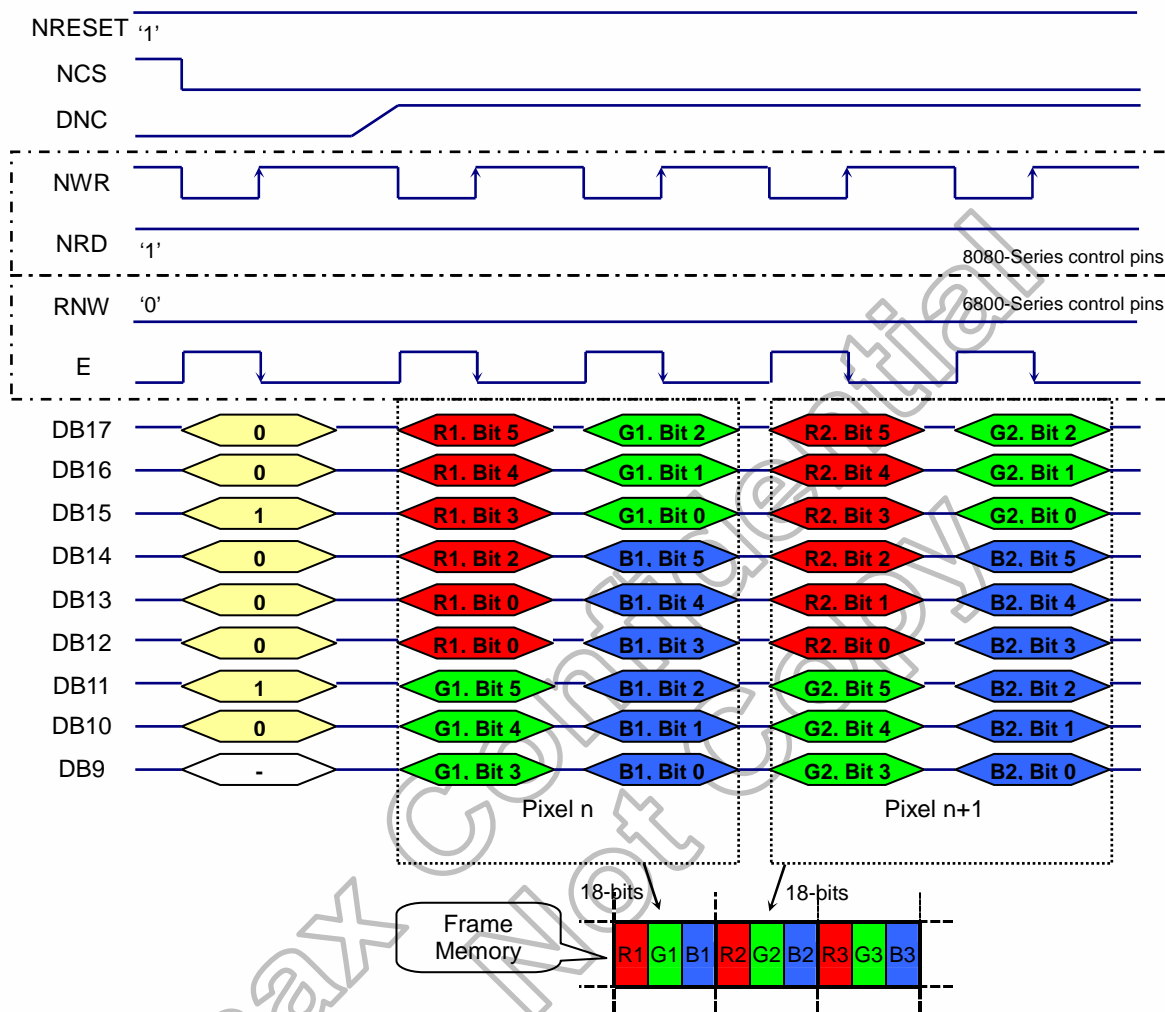 NRESET '1'
NCS
DNC
NWR
NRD '1'
8080-Series control pins
RNW '0'
6800-Series control pins
E
DB17 0 R1. Bit 5 G1. Bit 2 R2. Bit 5 G2. Bit 2
DB16 0 R1. Bit 4 G1. Bit 1 R2. Bit 4 G2. Bit 1
DB15 1 R1. Bit 3 G1. Bit 0 R2. Bit 3 G2. Bit 0
DB14 0 R1. Bit 2 B1. Bit 5 R2. Bit 2 B2. Bit 5
DB13 0 R1. Bit 0 B1. Bit 4 R2. Bit 1 B2. Bit 4
DB12 0 R1. Bit 0 B1. Bit 3 R2. Bit 0 B2. Bit 3
DB11 1 G1. Bit 5 B1. Bit 2 G2. Bit 5 B2. Bit 2
DB10 0 G1. Bit 4 B1. Bit 1 G2. Bit 4 B2. Bit 1
DB9 - G1. Bit 3 B1. Bit 0 G2. Bit 3 B2. Bit 0
Pixel n Pixel n+1
18-bits 18-bits
Frame
Memory
R1 G1 B1 R2 G2 B2 R3 G3 B3
ax Confidential
Not Copy